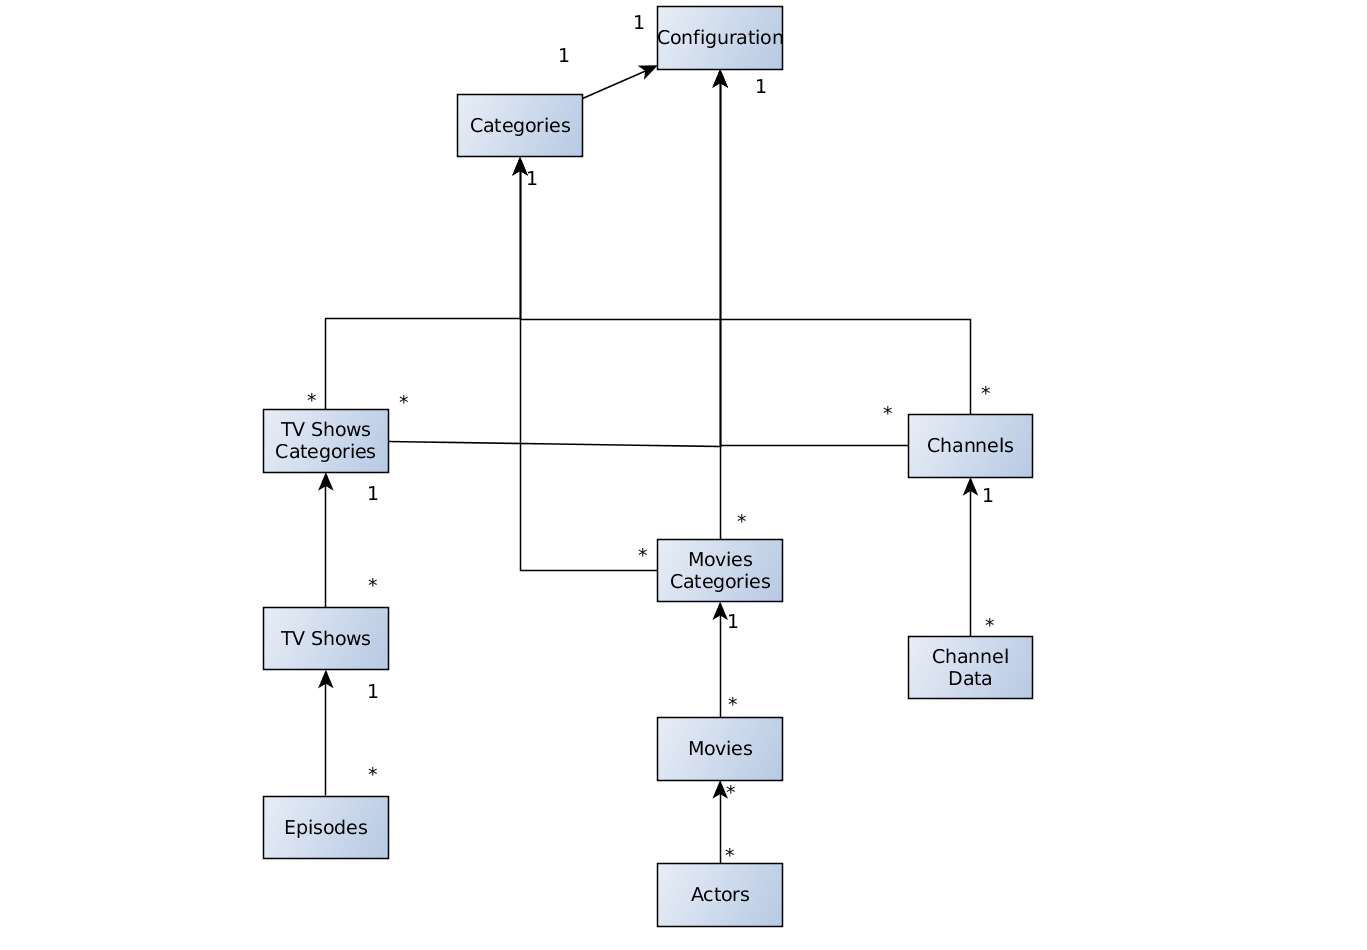 1
Configuration
1
1
Categories
1
*
*
*
*
TV Shows
Categories
Channels
1
1
*
*
Movies
Categories
*
1
*
TV Shows
Channel
Data
1
*
Movies
*
*
Episodes
*
Actors